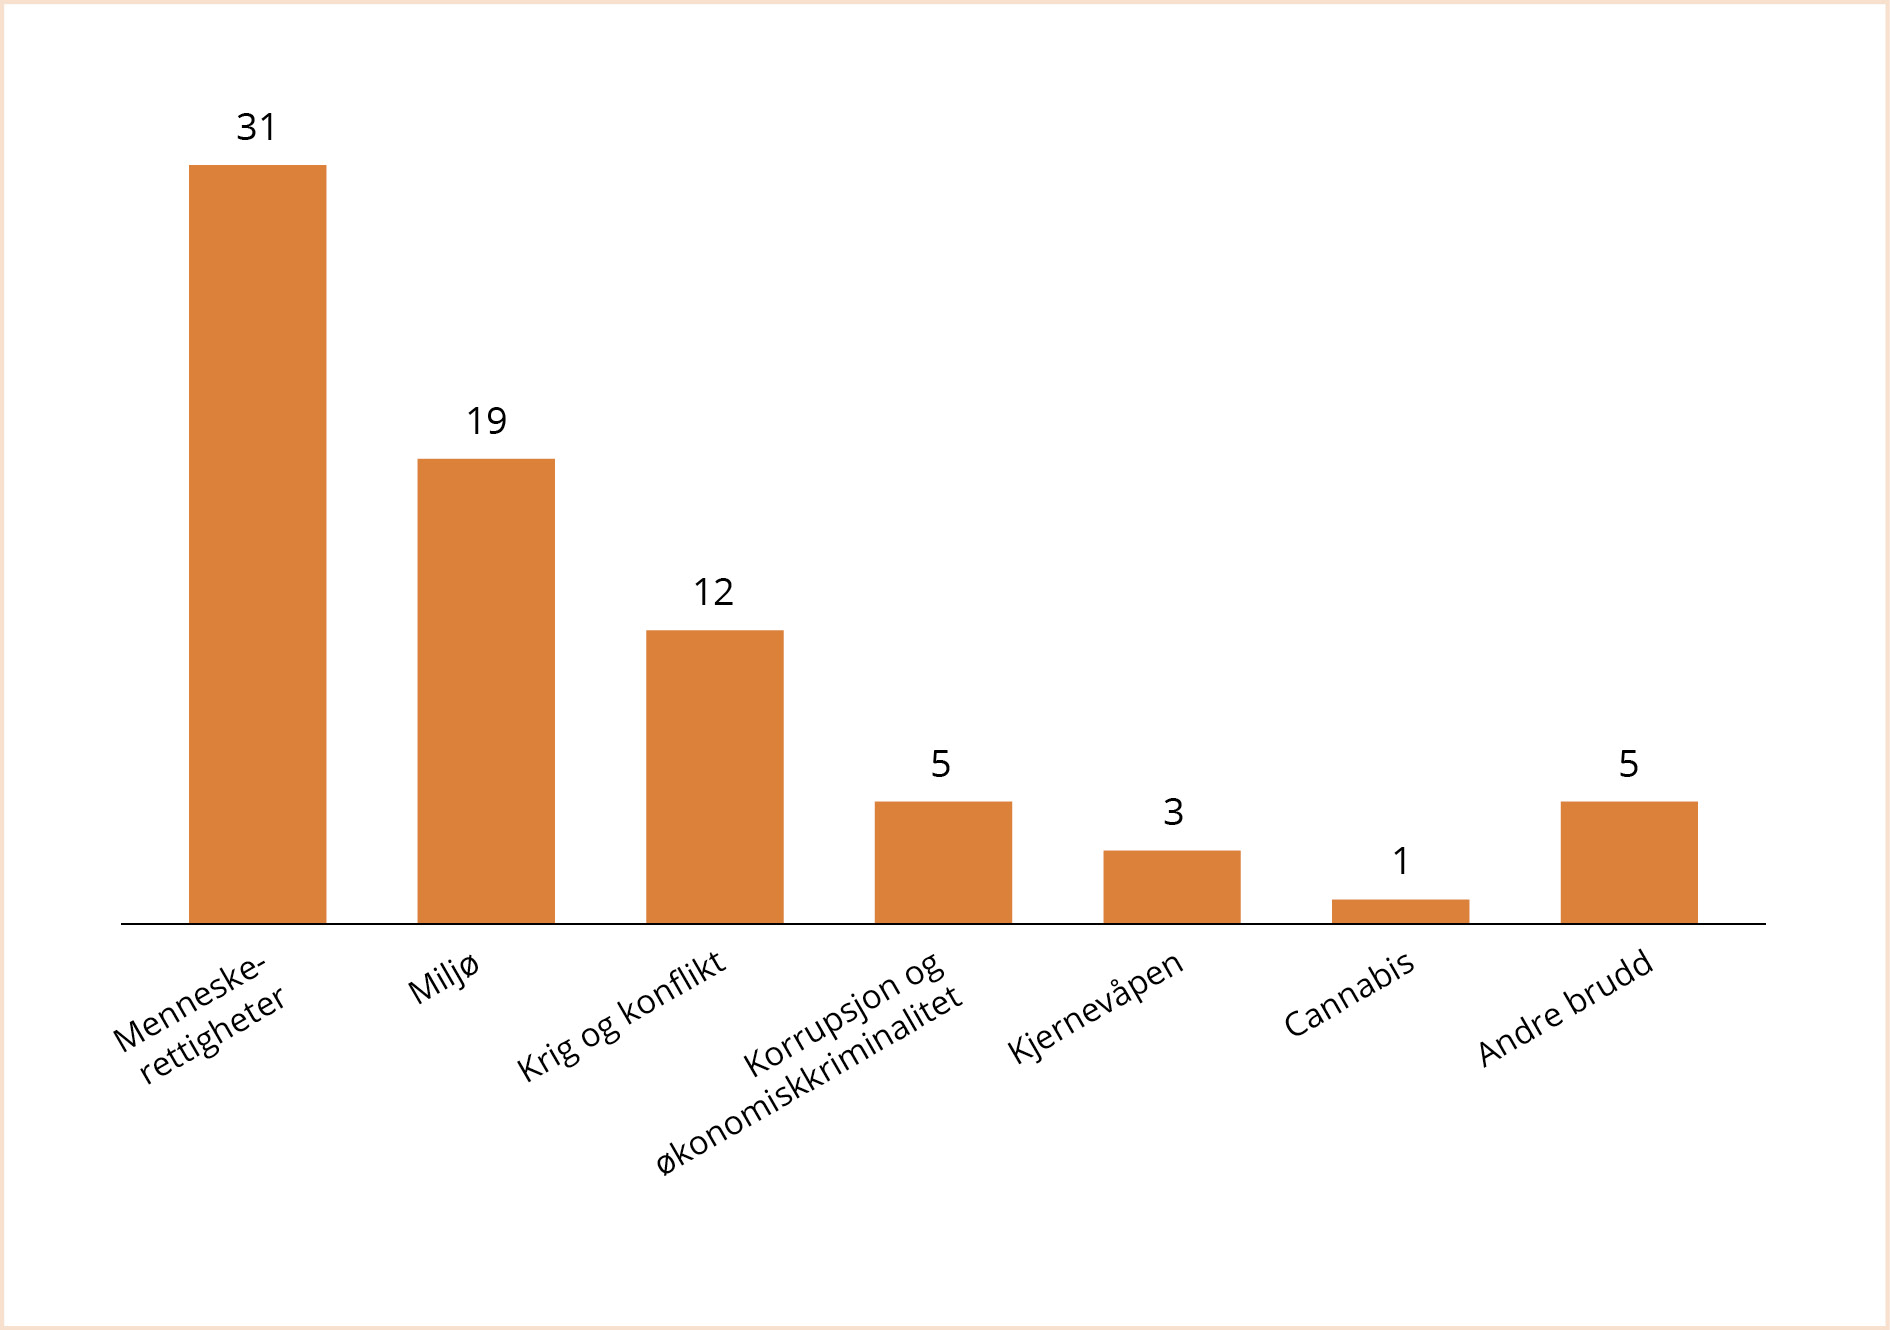 31
19
12
5
3
1
5
Menneske-
rettigheter
Miljø
Krig og konflikt
Korrupsjon og
økonomiskkriminalitet
Kjernevåpen
Cannabis
Andre brudd